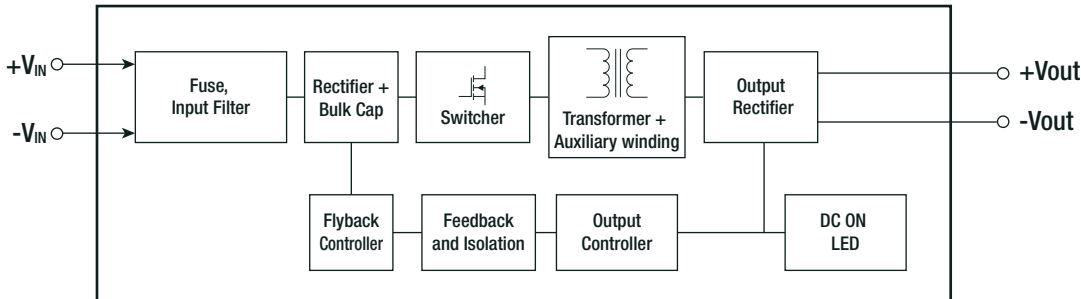 +VIN
-VIN
Fuse,
Input Filter
Rectifier +
Bulk Cap
Switcher
Transformer +
Auxiliary winding
Output
Rectifier
+Vout
-Vout
Flyback
Controller
Feedback
and Isolation
Output
Controller
DC ON
LED